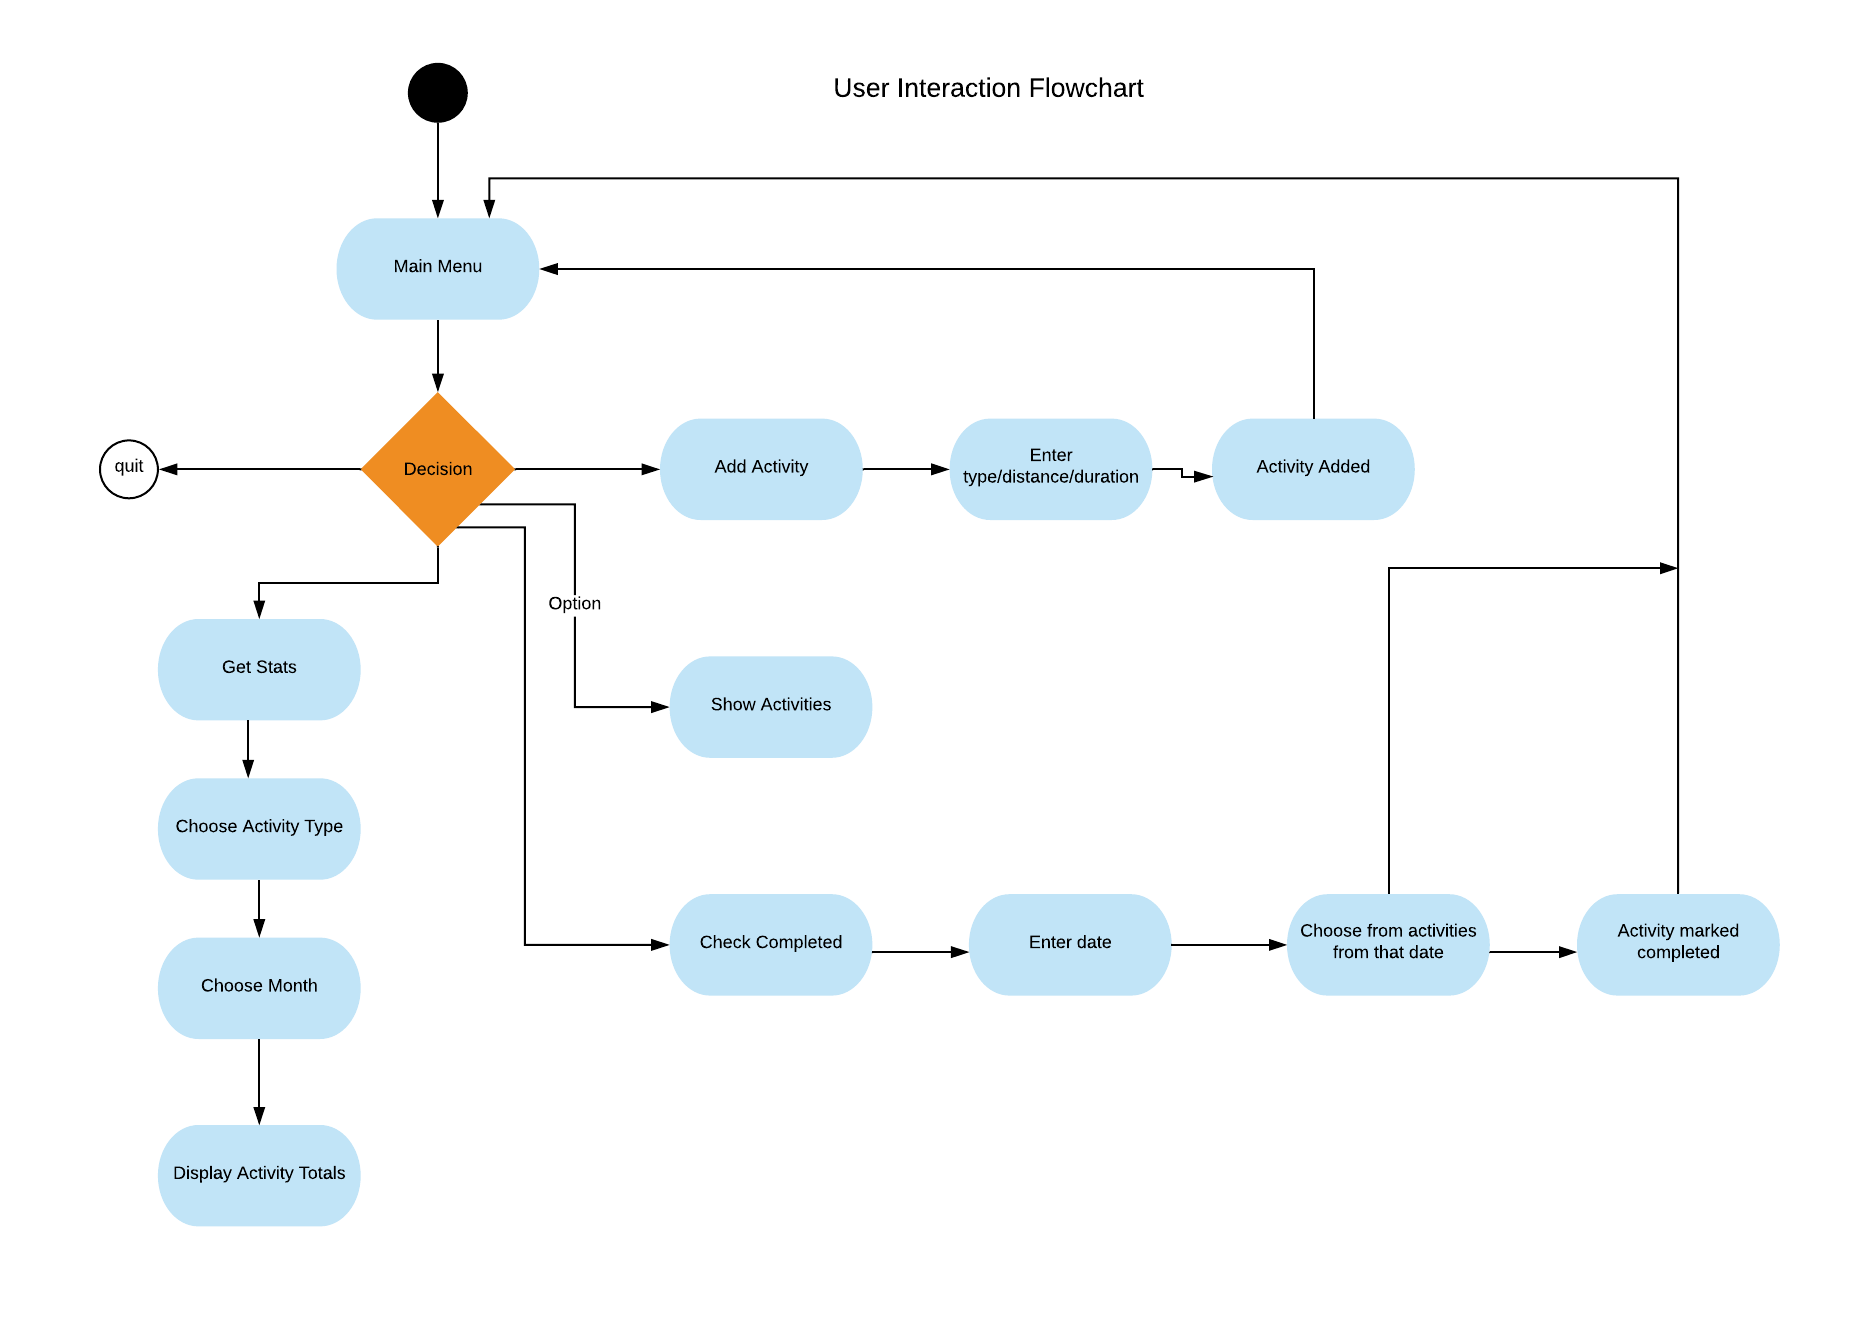 User Interaction Flowchart
Main Menu
quit
Decision
Add Activity
Enter
type/distance/duration
Activity Added
Option
Get Stats
Show Activities
Choose Activity Type
Check Completed
Enter date
Choose from activities
from that date
Activity marked
completed
Choose Month
Display Activity Totals